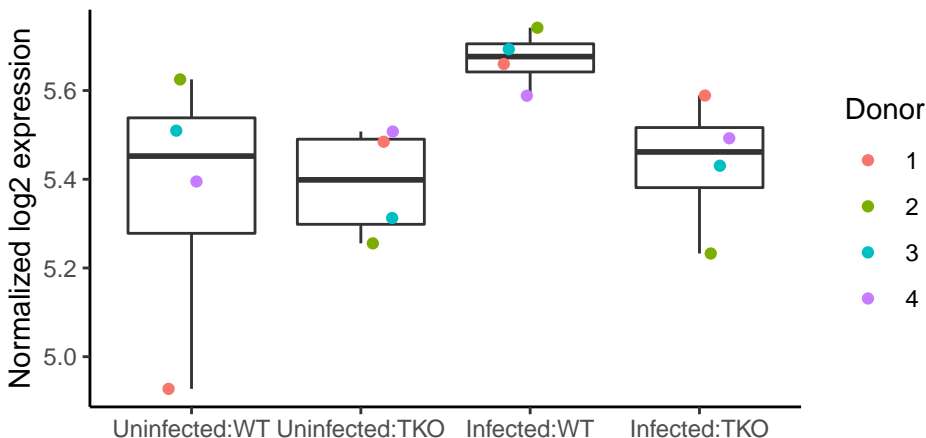 Normalized log2 expression
5.6
5.4
5.2
5.0
Uninfected:WT Uninfected:TKO Infected:WT Infected:TKO
Donor
1
2
3
4